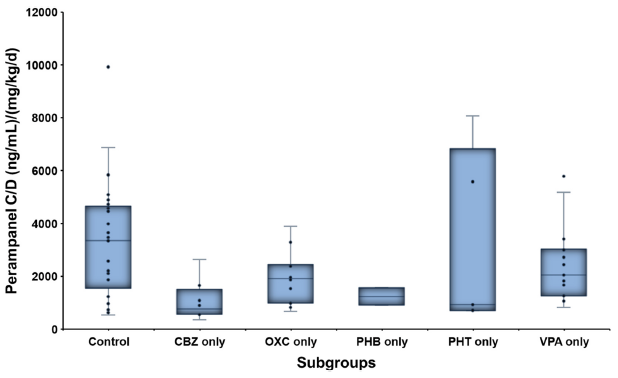 Perampanel C/D (ng/mL)/(mg/kg/d)
12000
10000
8000
6000
4000
2000
0
Control CBZ only OXC only PHB only PHT only VPA only
Subgroups